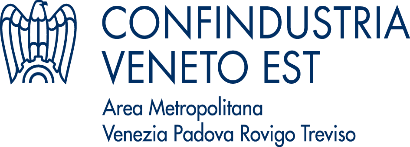 CONFINDUSTRIA
VENETO EST
Area Metropolitana
Venezia Padova Rovigo Treviso